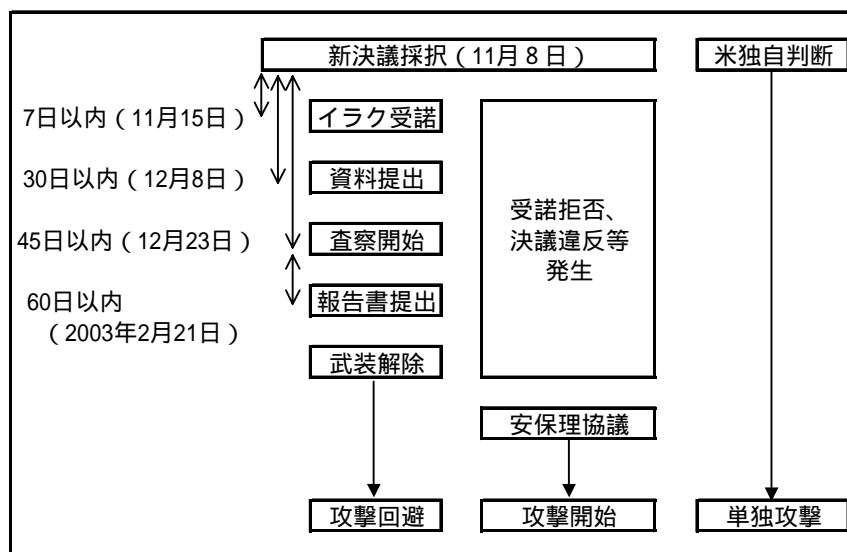 新決議採択（11月８日）
米独自判断
7日以内（11月15日）
イラク受諾
30日以内（12月8日）
資料提出
45日以内（12月23日）
査察開始
60日以内
（2003年2月21日）
報告書提出
武装解除
受諾拒否、
決議違反等
発生
安保理協議
攻撃回避
攻撃開始
単独攻撃